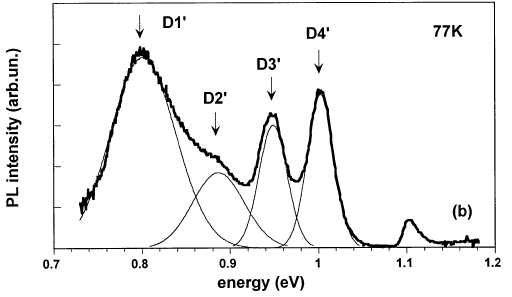 77K
D1'
D4'
D3'
D2'
PL intensity (arb.un.)
(b)
0.7 0.8 0.9 1 1.1 1.2
energy (eV)